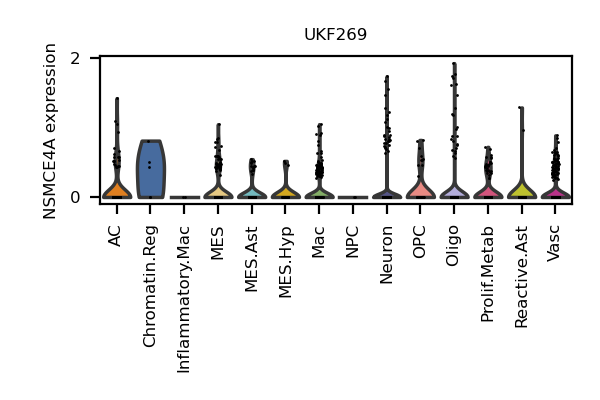 UKF269
NSMCE4A expression
2
0
AC
Chromatin.Reg
Inflammatory.Mac
MES
MES.Ast
MES.Hyp
Mac
NPC
Neuron
OPC
Oligo
Prolif.Metab
Reactive.Ast
Vasc